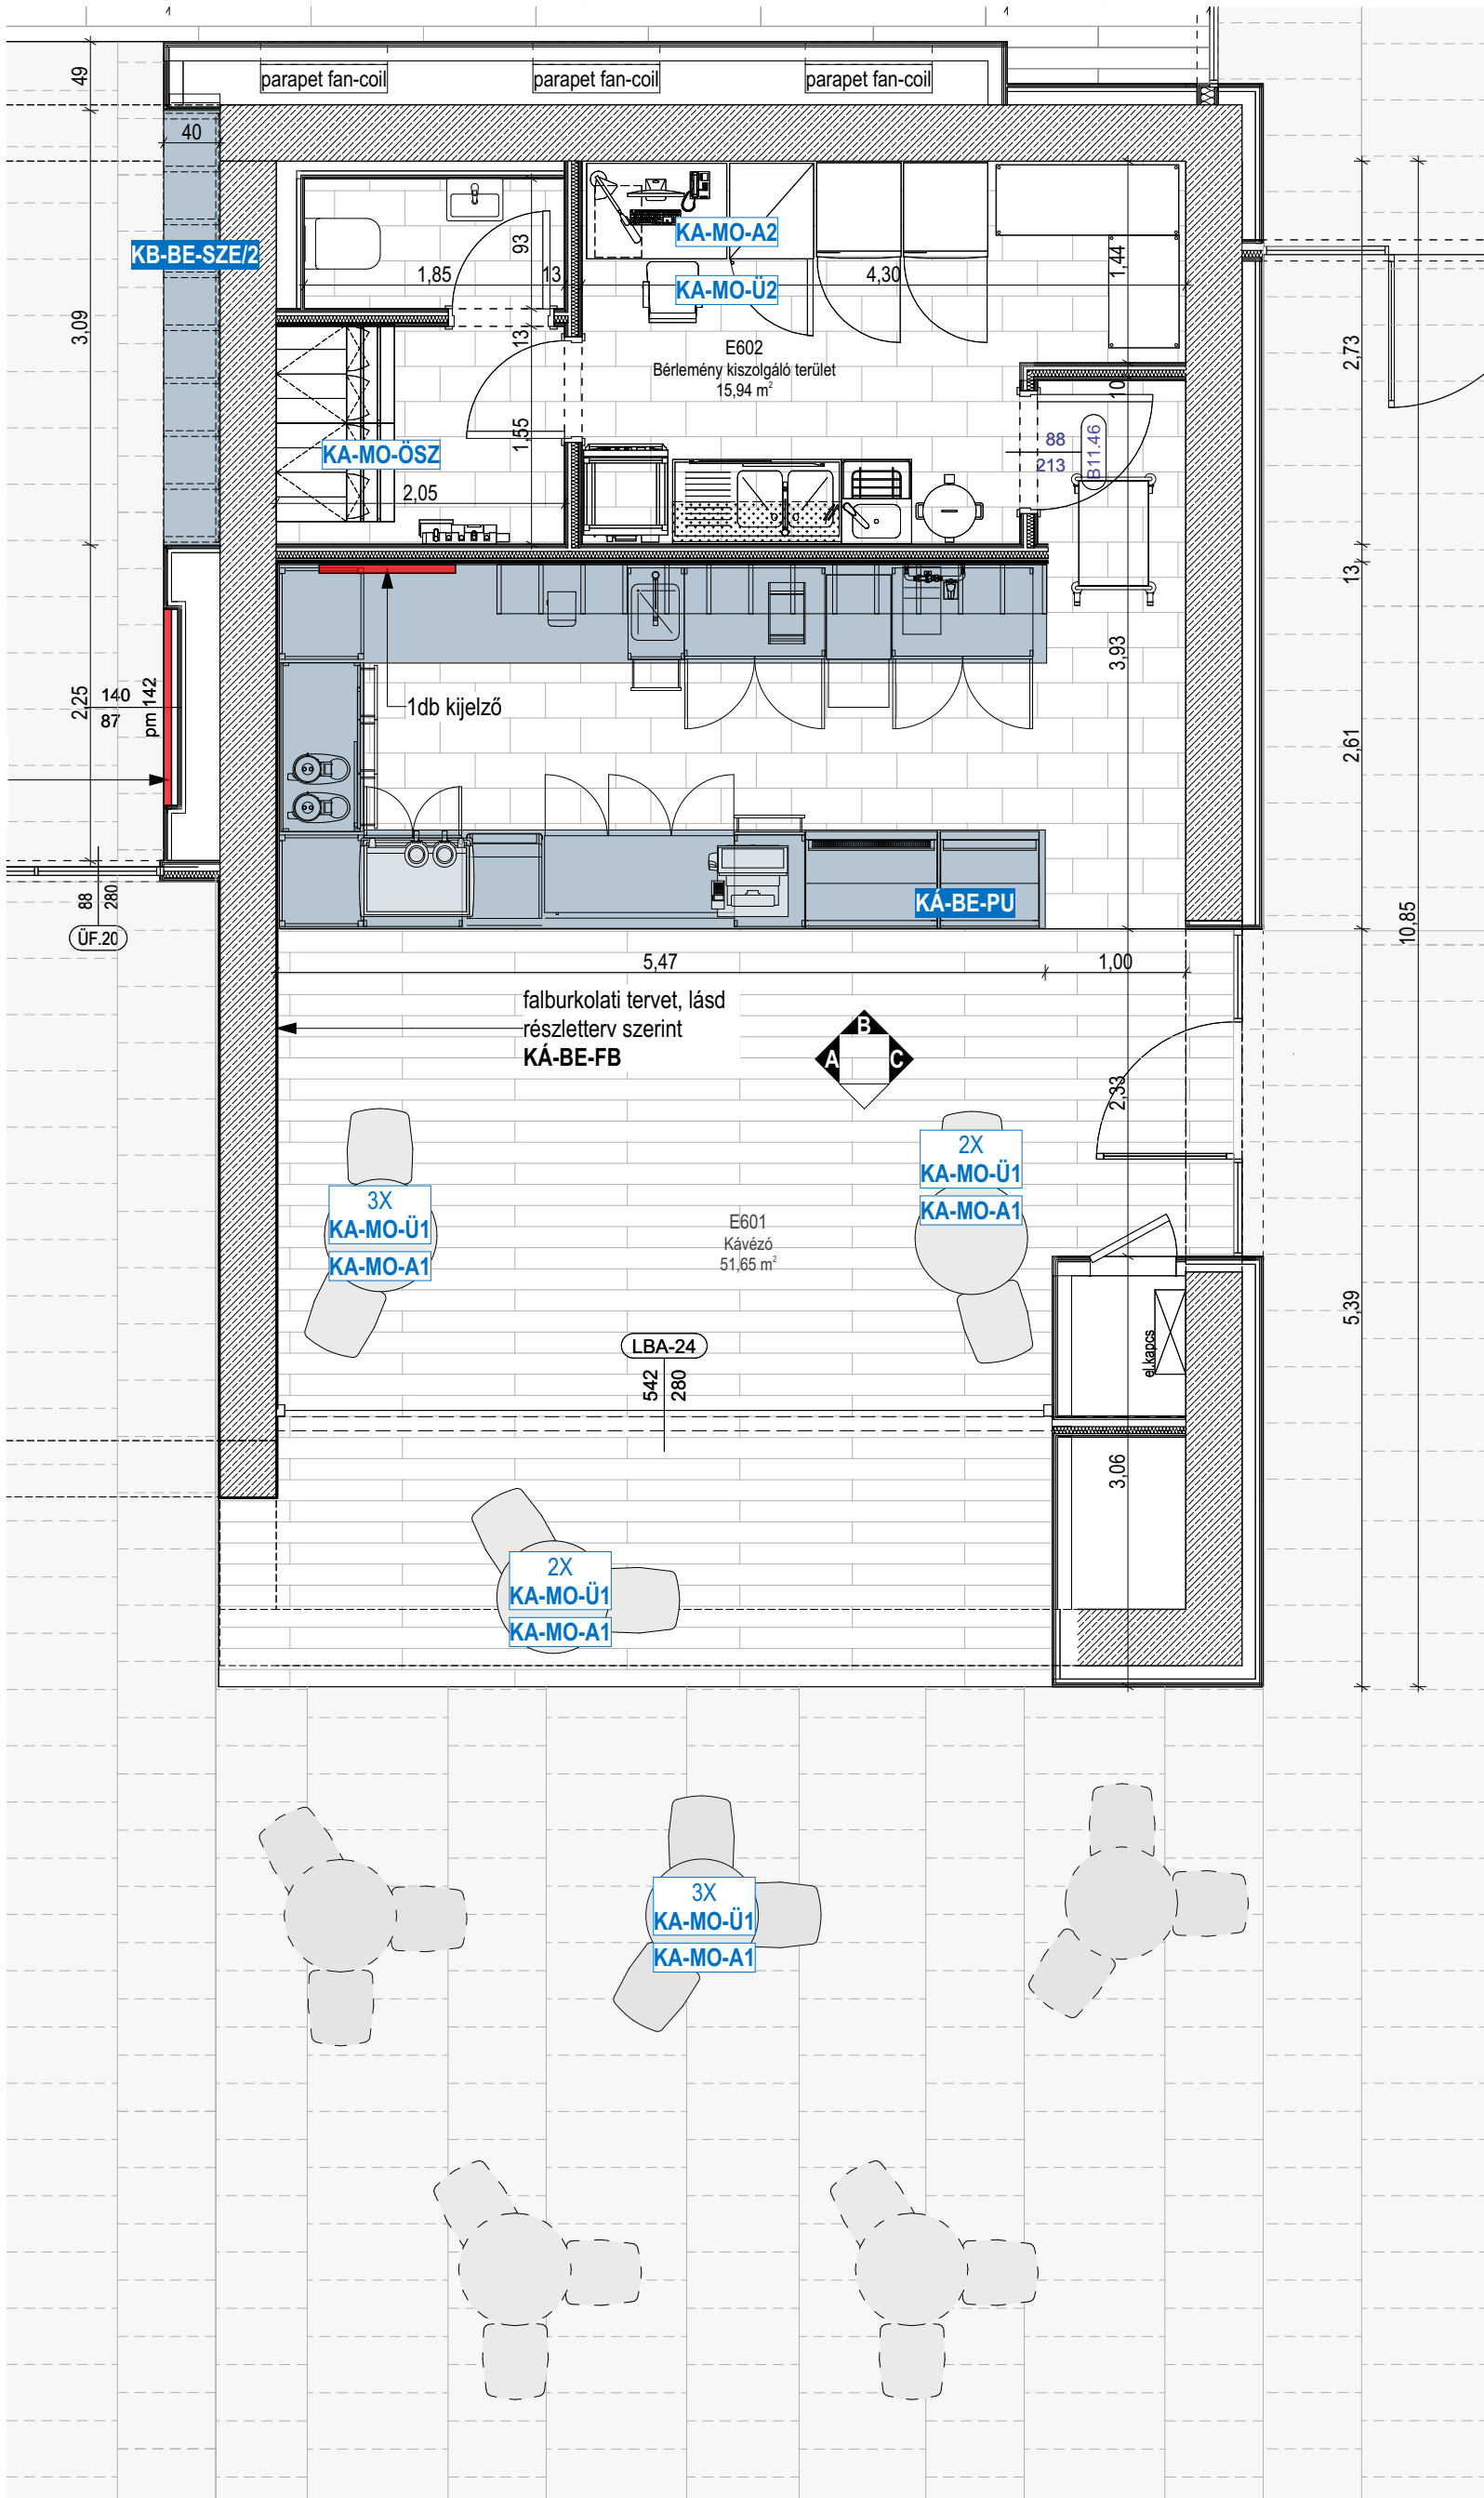 49
parapet fan-coil
parapet fan-coil
parapet fan-coil
40
KB-BE-SZE/2
3,09
93
1,85
13
KA-MO-A2
KA-MO-Ü2
4,30
1,44
13
E602
Bérlemény kiszolgáló terület
15,94 m²
2,73
10
KA-MO-ÖSZ
1,55
2,05
88
213
B11.46
13
2,25
140
87
pm 142
1db kijelző
3,93
2,61
88
280
ÜF.20
KÁ-BE-PU
10,85
5,47
1,00
falburkolati tervet, lásd
részletterv szerint
KÁ-BE-FB
B
A
C
2,33
3X
KA-MO-Ü1
KA-MO-A1
2X
KA-MO-Ü1
KA-MO-A1
E601
Kávézó
51,65 m²
el.kapcs
5,39
LBA-24
542
280
3,06
2X
KA-MO-Ü1
KA-MO-A1
3X
KA-MO-Ü1
KA-MO-A1